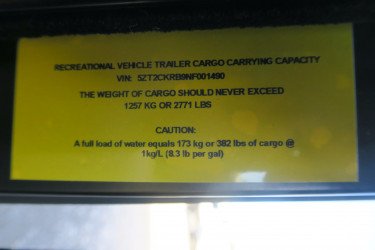 RECREATIONAL VEHICLE TRAILER CARGO CARRYING CAPACITY
VIN: 5ZT2CKRB9NF001490
THE WEIGHT OF CARGO SHOULD NEVER EXCEED
1257 KG OR 2771 LBS
CAUTION:
A full load of water equals 173 kg or 382 lbs of cargo @
1kg/L (8.3 lb per gal)